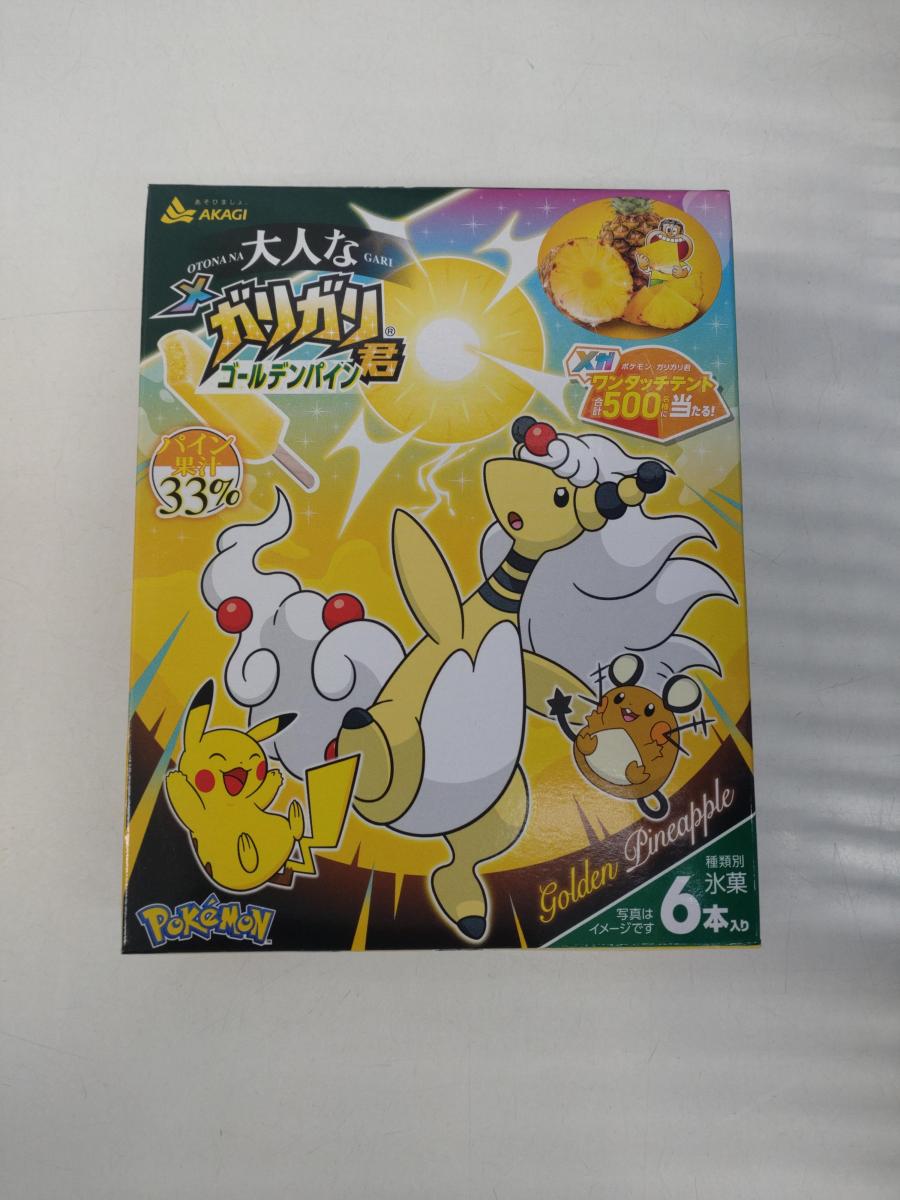 あそびましょ。
AKAGI
OTONA NA 大人な GARI
ガリガリ君®
ゴールデンパイン
パイン
果汁
33%
メガ ポケモン ガリガリ君
ワンタッチテント
合計500名様に当たる!
Golden Pineapple
POKéMON
写真は
イメージです
種類別
氷菓
6本入り